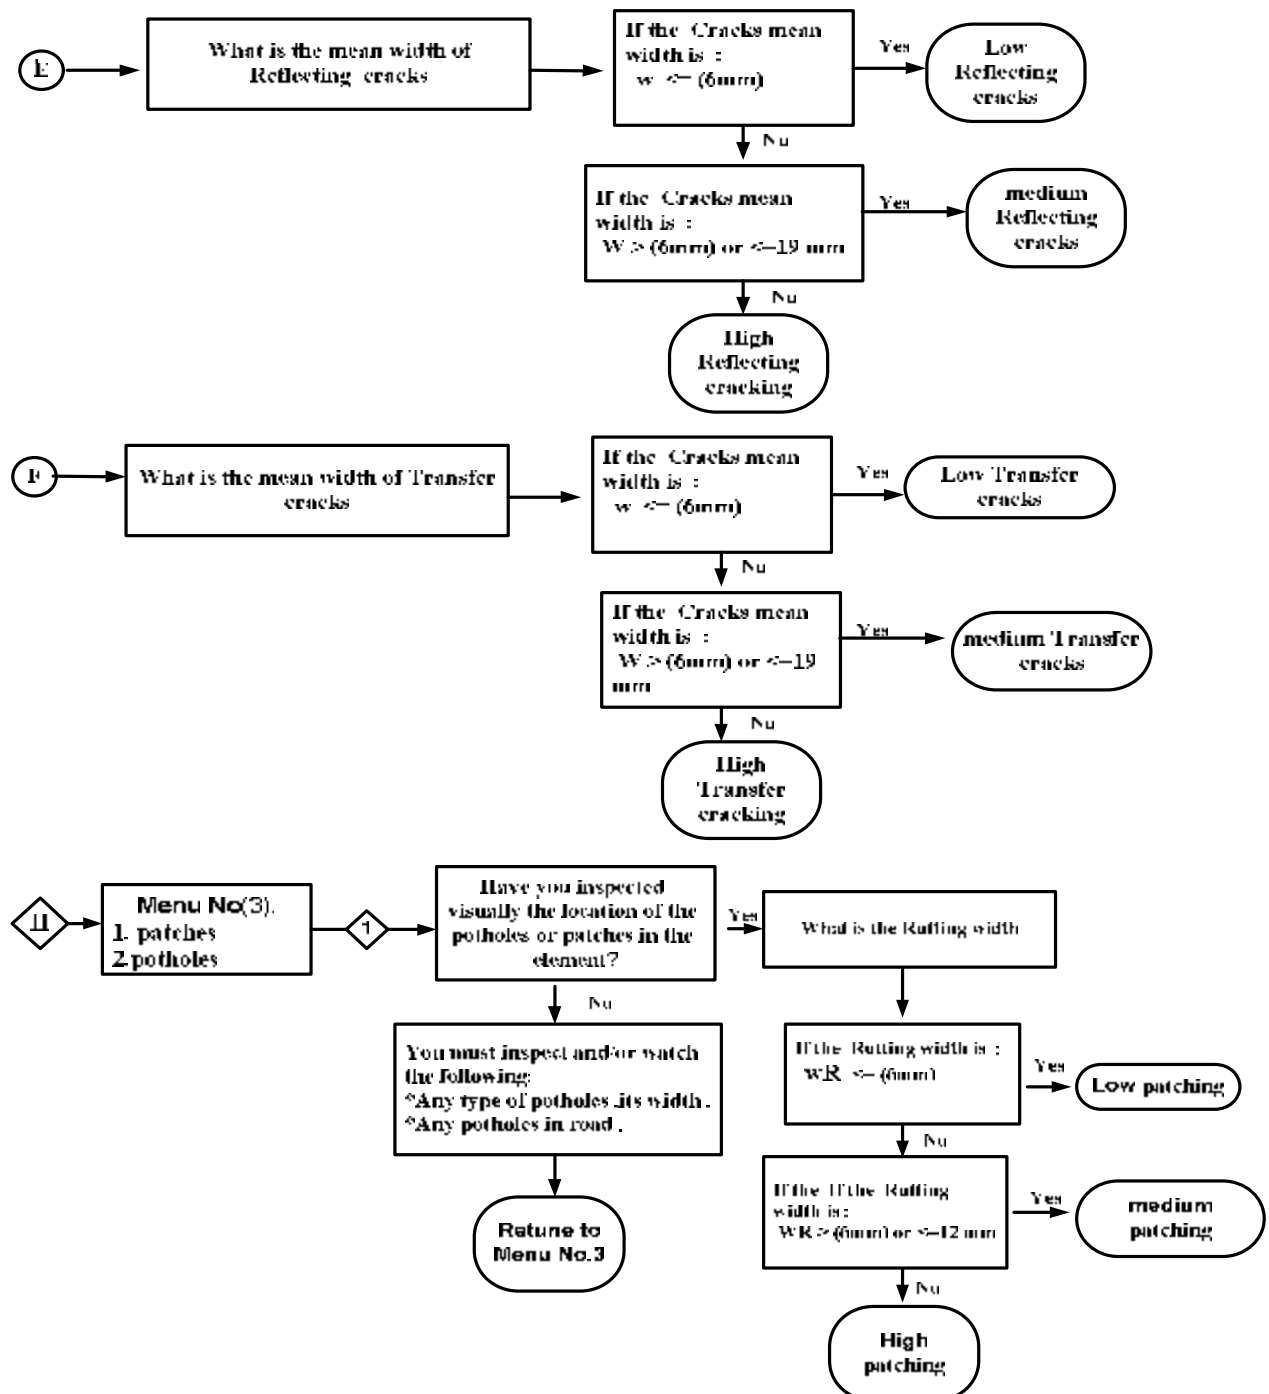 E
What is the mean width of
Reflecting cracks
If the Cracks mean
width is :
w <= (6mm)
Yes
Low
Reflecting
cracks
No
If the Cracks mean
width is :
W > (6mm) or <=19 mm
Yes
medium
Reflecting
cracks
No
High
Reflecting
cracking
F
What is the mean width of Transfer
cracks
If the Cracks mean
width is :
w <= (6mm)
Yes
Low Transfer
cracks
No
If the Cracks mean
width is :
W > (6mm) or <=19
mm
Yes
medium Transfer
cracks
No
High
Transfer
cracking
H
Menu No(3).
1. patches
2.potholes
1
Have you inspected
visually the location of the
potholes or patches in the
element?
Yes
What is the Rutting width
No
You must inspect and/or watch
the following:
*Any type of potholes .its width .
*Any potholes in road .
Retune to
Menu No.3
If the Rutting width is :
wR <= (6mm)
Yes
Low patching
No
If the If the Rutting
width is:
WR > (6mm) or <=12 mm
Yes
medium
patching
No
High
patching